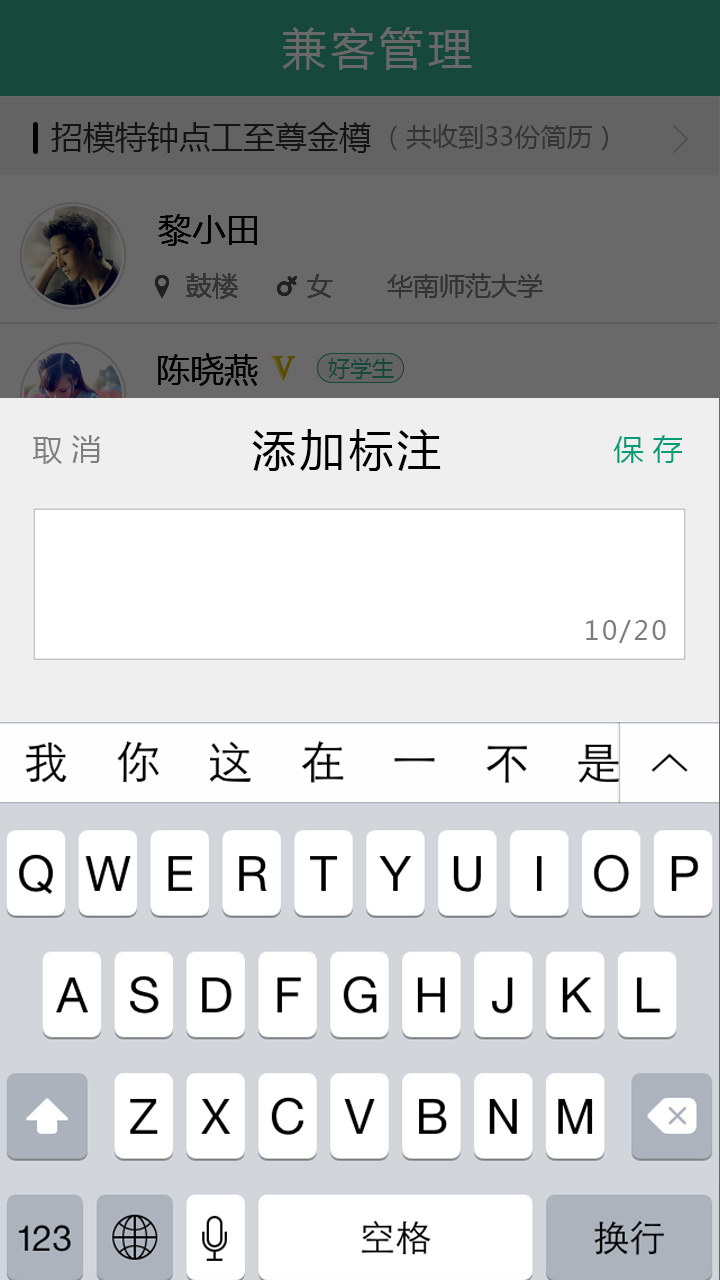 兼客管理
招模特钟点工至尊金樽（共收到33份简历）
黎小田
鼓楼 女 华南师范大学
陈晓燕 V 好学生
取消 添加标注 保存
10/20
我 你 这 在 一 不 是
Q W E R T Y U I O P
A S D F G H J K L
Z X C V B N M
123 空格 换行